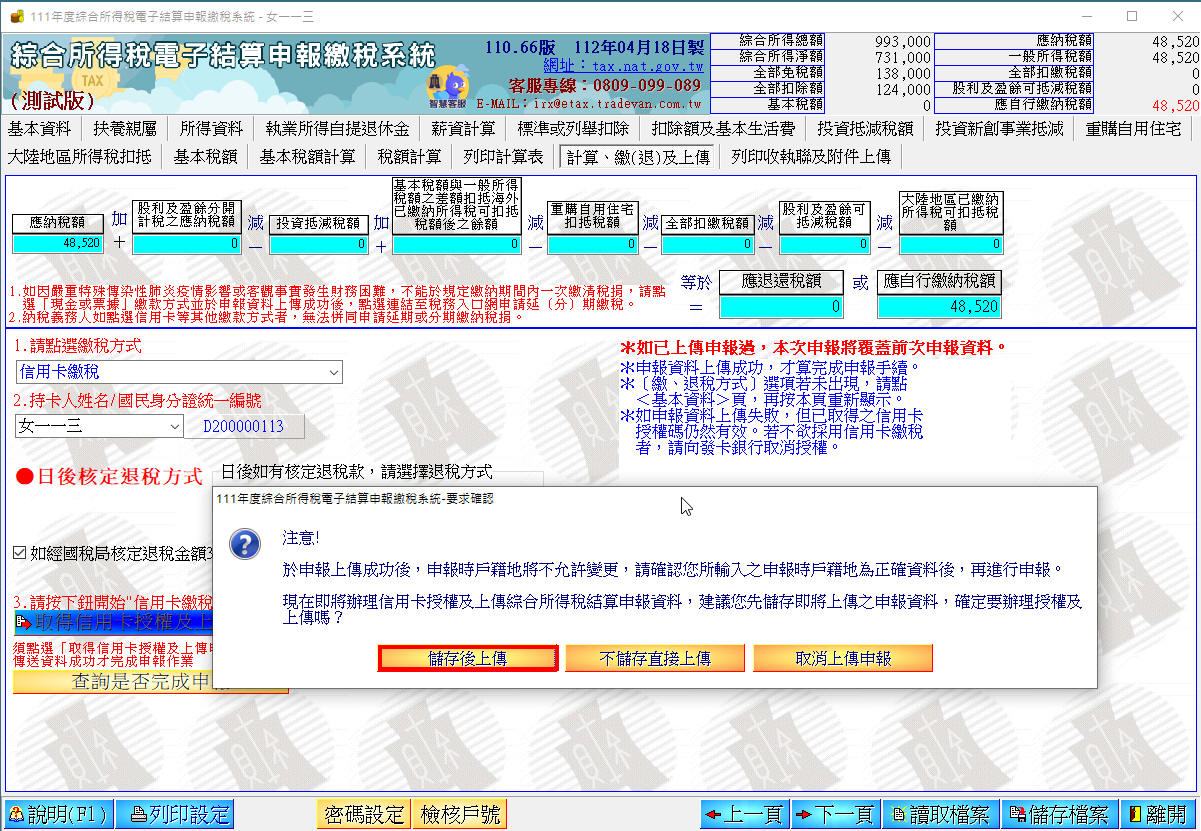 111年度綜合所得稅電子結算申報繳稅系統 - 女一一三
綜合所得稅電子結算申報繳稅系統
TAX
(測試版)
110.66版 112年04月18日製
網址：tax.nat.gov.tw
客服專線：0809-099-089
E-MAIL：irx@etax.tradevan.com.tw
智慧客服
綜合所得總額 993,000 應納稅額 48,520
綜合所得淨額 731,000 一般所得稅額 48,520
全部免稅額 138,000 全部扣繳稅額 0
全部扣除額 124,000 股利及盈餘可抵減稅額 0
基本稅額 0 應自行繳納稅額 48,520
基本資料 扶養親屬 所得資料 執業所得自提退休金 薪資計算 標準或列舉扣除 扣除額及基本生活費 投資抵減稅額 投資新創事業抵減 重購自用住宅
大陸地區所得稅扣抵 基本稅額 基本稅額計算 稅額計算 列印計算表 計算、繳(退)及上傳 列印收執聯及附件上傳
應納稅額
48,520
加
＋
股利及盈餘分開
計稅之應納稅額
0
減
－
投資抵減稅額
0
加
＋
基本稅額與一般所得
稅額之差額扣抵海外
已繳納所得稅可扣抵
稅額後之餘額
0
減
－
重購自用住宅
扣抵稅額
0
減
－
全部扣繳稅額
0
減
－
股利及盈餘可
抵減稅額
0
減
－
大陸地區已繳納
所得稅可扣抵稅
額
0
1.如因嚴重特殊傳染性肺炎疫情影響或客觀事實發生財務困難，不能於規定繳納期間內一次繳清稅捐，請點
選「現金或票據」繳款方式並於申報資料上傳成功後，點選連結至稅務入口網申請延（分）期繳稅。
2.納稅義務人如點選信用卡等其他繳款方式者，無法併同申請延期或分期繳納稅捐。
等於
＝
應退還稅額
0
或
應自行繳納稅額
48,520
1.請點選繳稅方式
信用卡繳稅
2.持卡人姓名/國民身分證統一編號
女一一三 D200000113
＊如已上傳申報過，本次申報將覆蓋前次申報資料。
＊申報資料上傳成功，才算完成申報手續。
＊〔繳、退稅方式〕選項若未出現，請點
＜基本資料＞頁，再按本頁重新顯示。
＊如申報資料上傳失敗，但已取得之信用卡
授權碼仍然有效。若不欲採用信用卡繳稅
者，請向發卡銀行取消授權。
●日後核定退稅方式
日後如有核定退稅款，請選擇退稅方式
如經國稅局核定退稅金額
3.請按下鈕開始"信用卡繳稅
取得信用卡授權及上
須點選「取得信用卡授權及上傳
傳送資料成功才完成申報作業
查詢是否完成申報
111年度綜合所得稅電子結算申報繳稅系統-要求確認
注意!
於申報上傳成功後，申報時戶籍地將不允許變更，請確認您所輸入之申報時戶籍地為正確資料後，再進行申報。
現在即將辦理信用卡授權及上傳綜合所得稅結算申報資料，建議您先儲存即將上傳之申報資料，確定要辦理授權及
上傳嗎？
儲存後上傳 不儲存直接上傳 取消上傳申報
說明(F1) 列印設定 密碼設定 檢核戶號 上一頁 下一頁 讀取檔案 儲存檔案 離開